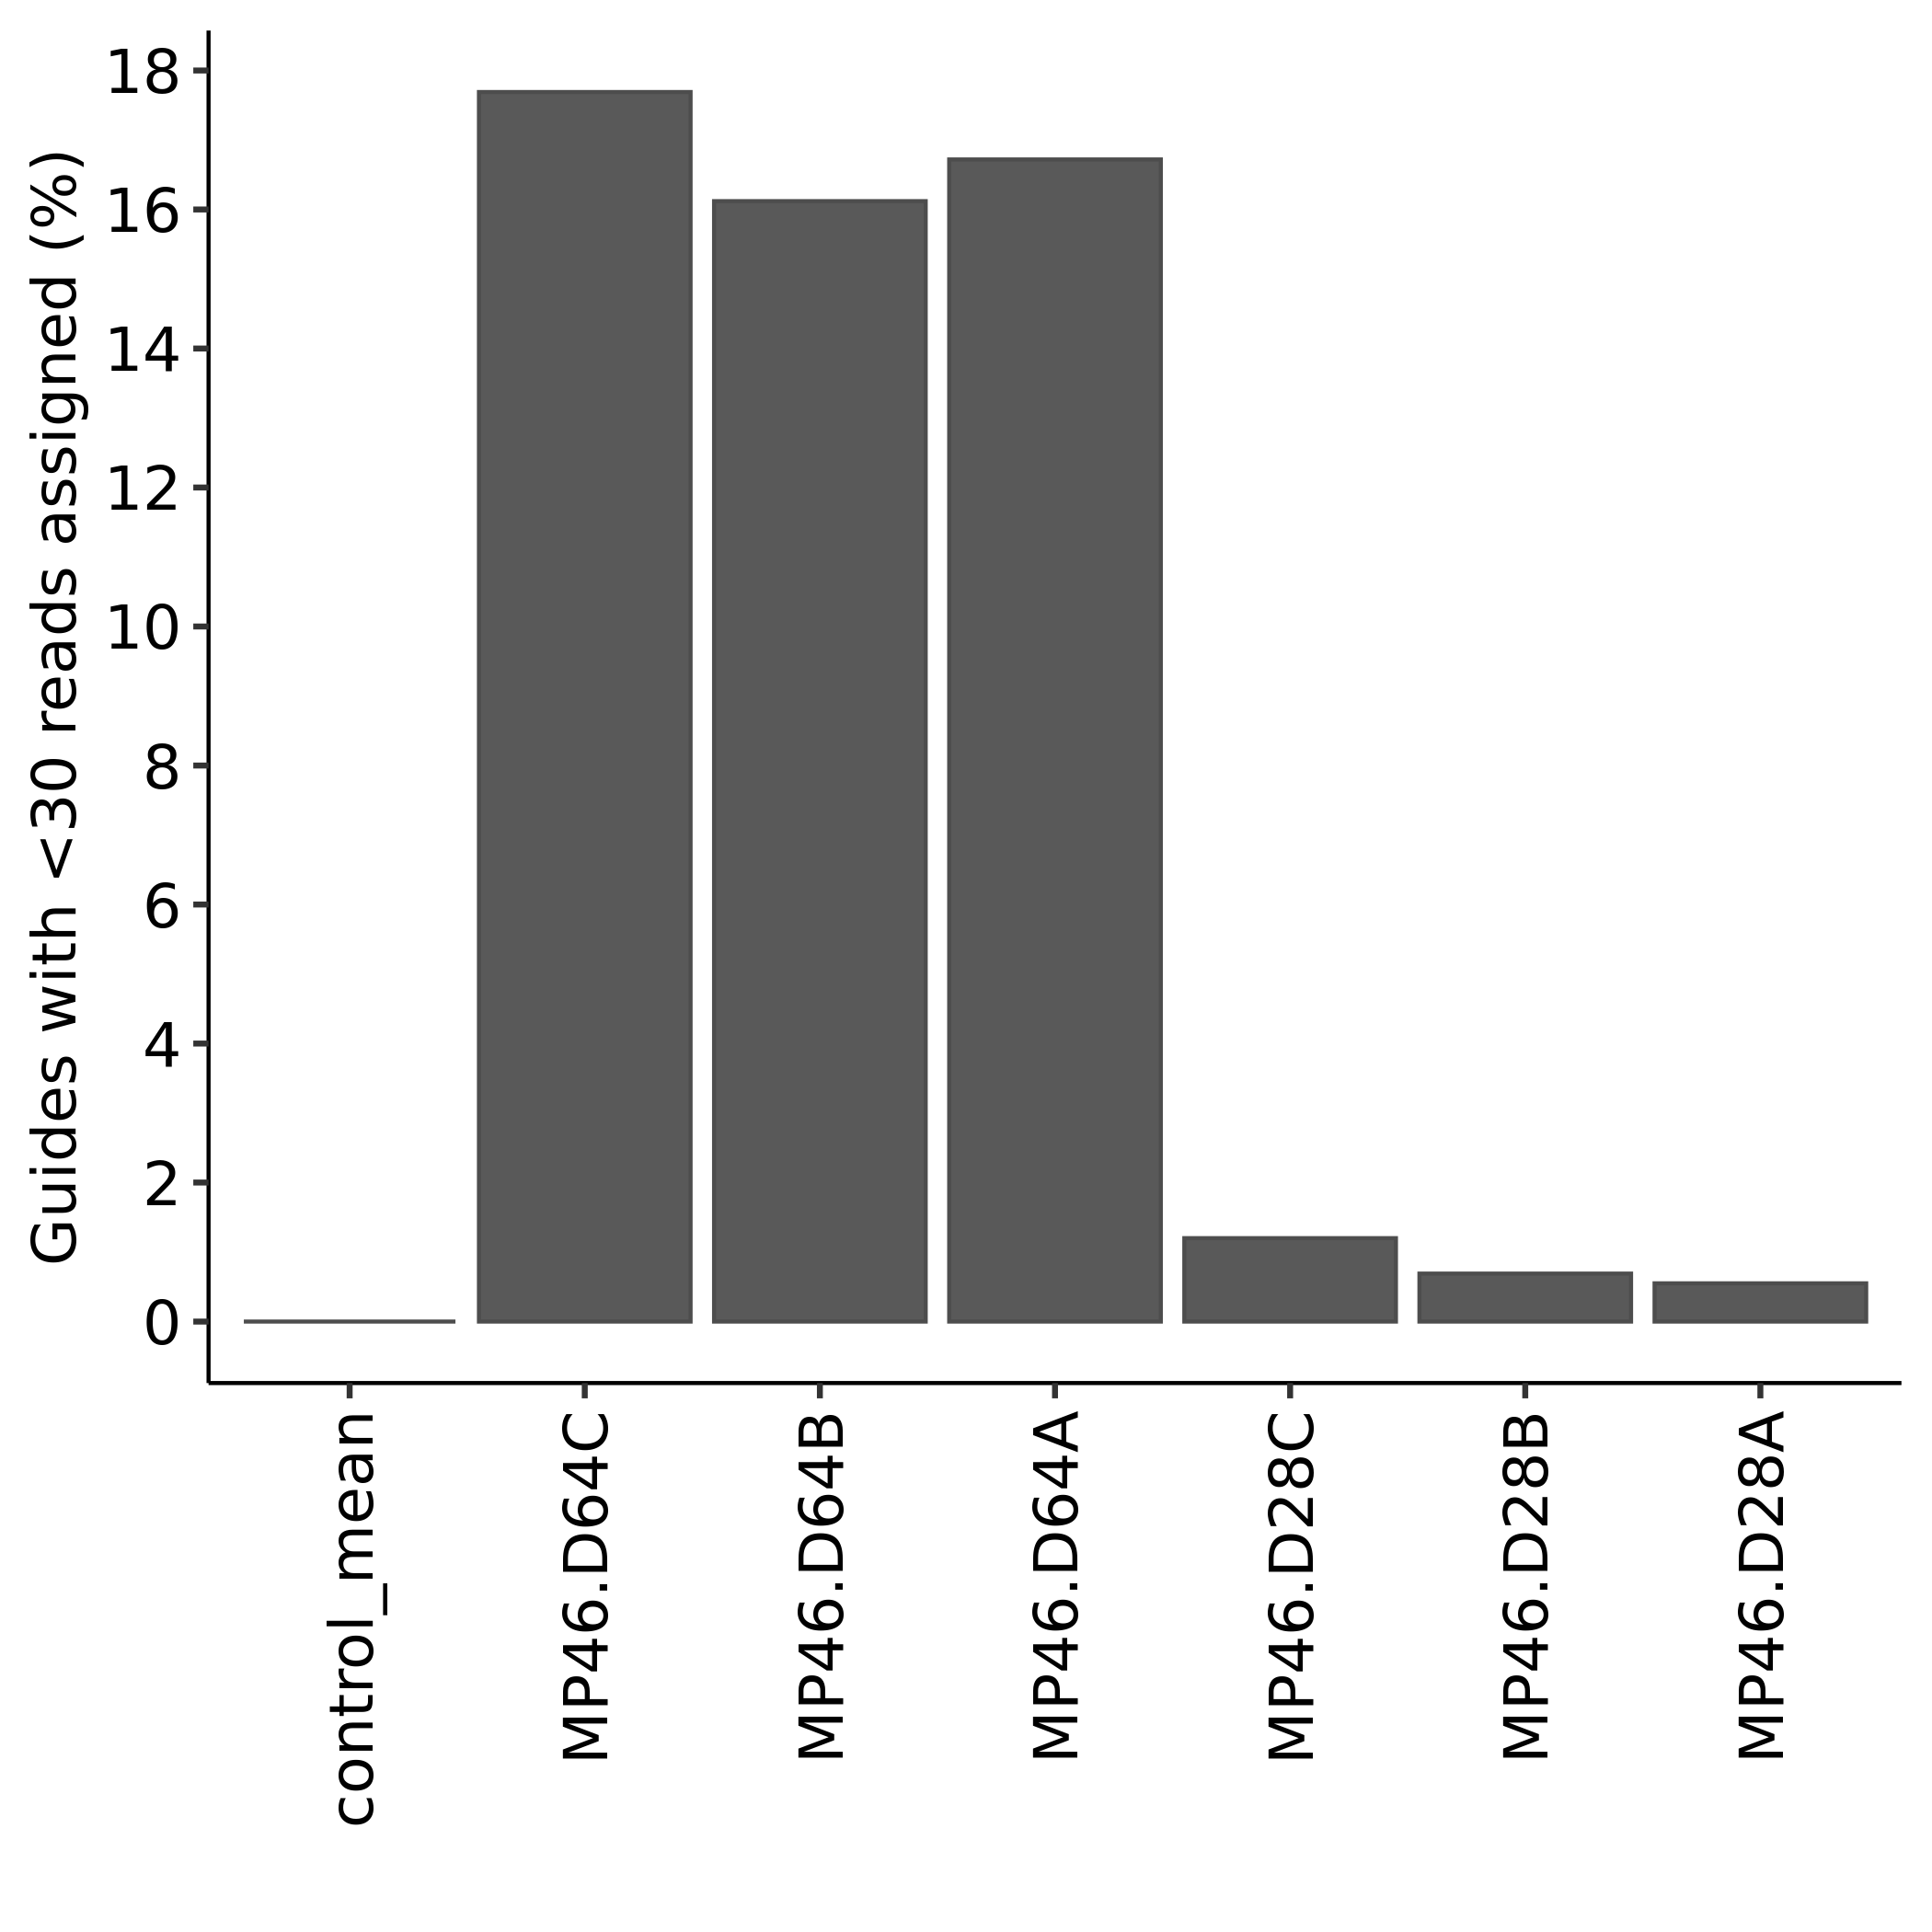 Guides with <30 reads assigned (%)
18
16
14
12
10
8
6
4
2
0
control_mean
MP46.D64C
MP46.D64B
MP46.D64A
MP46.D28C
MP46.D28B
MP46.D28A